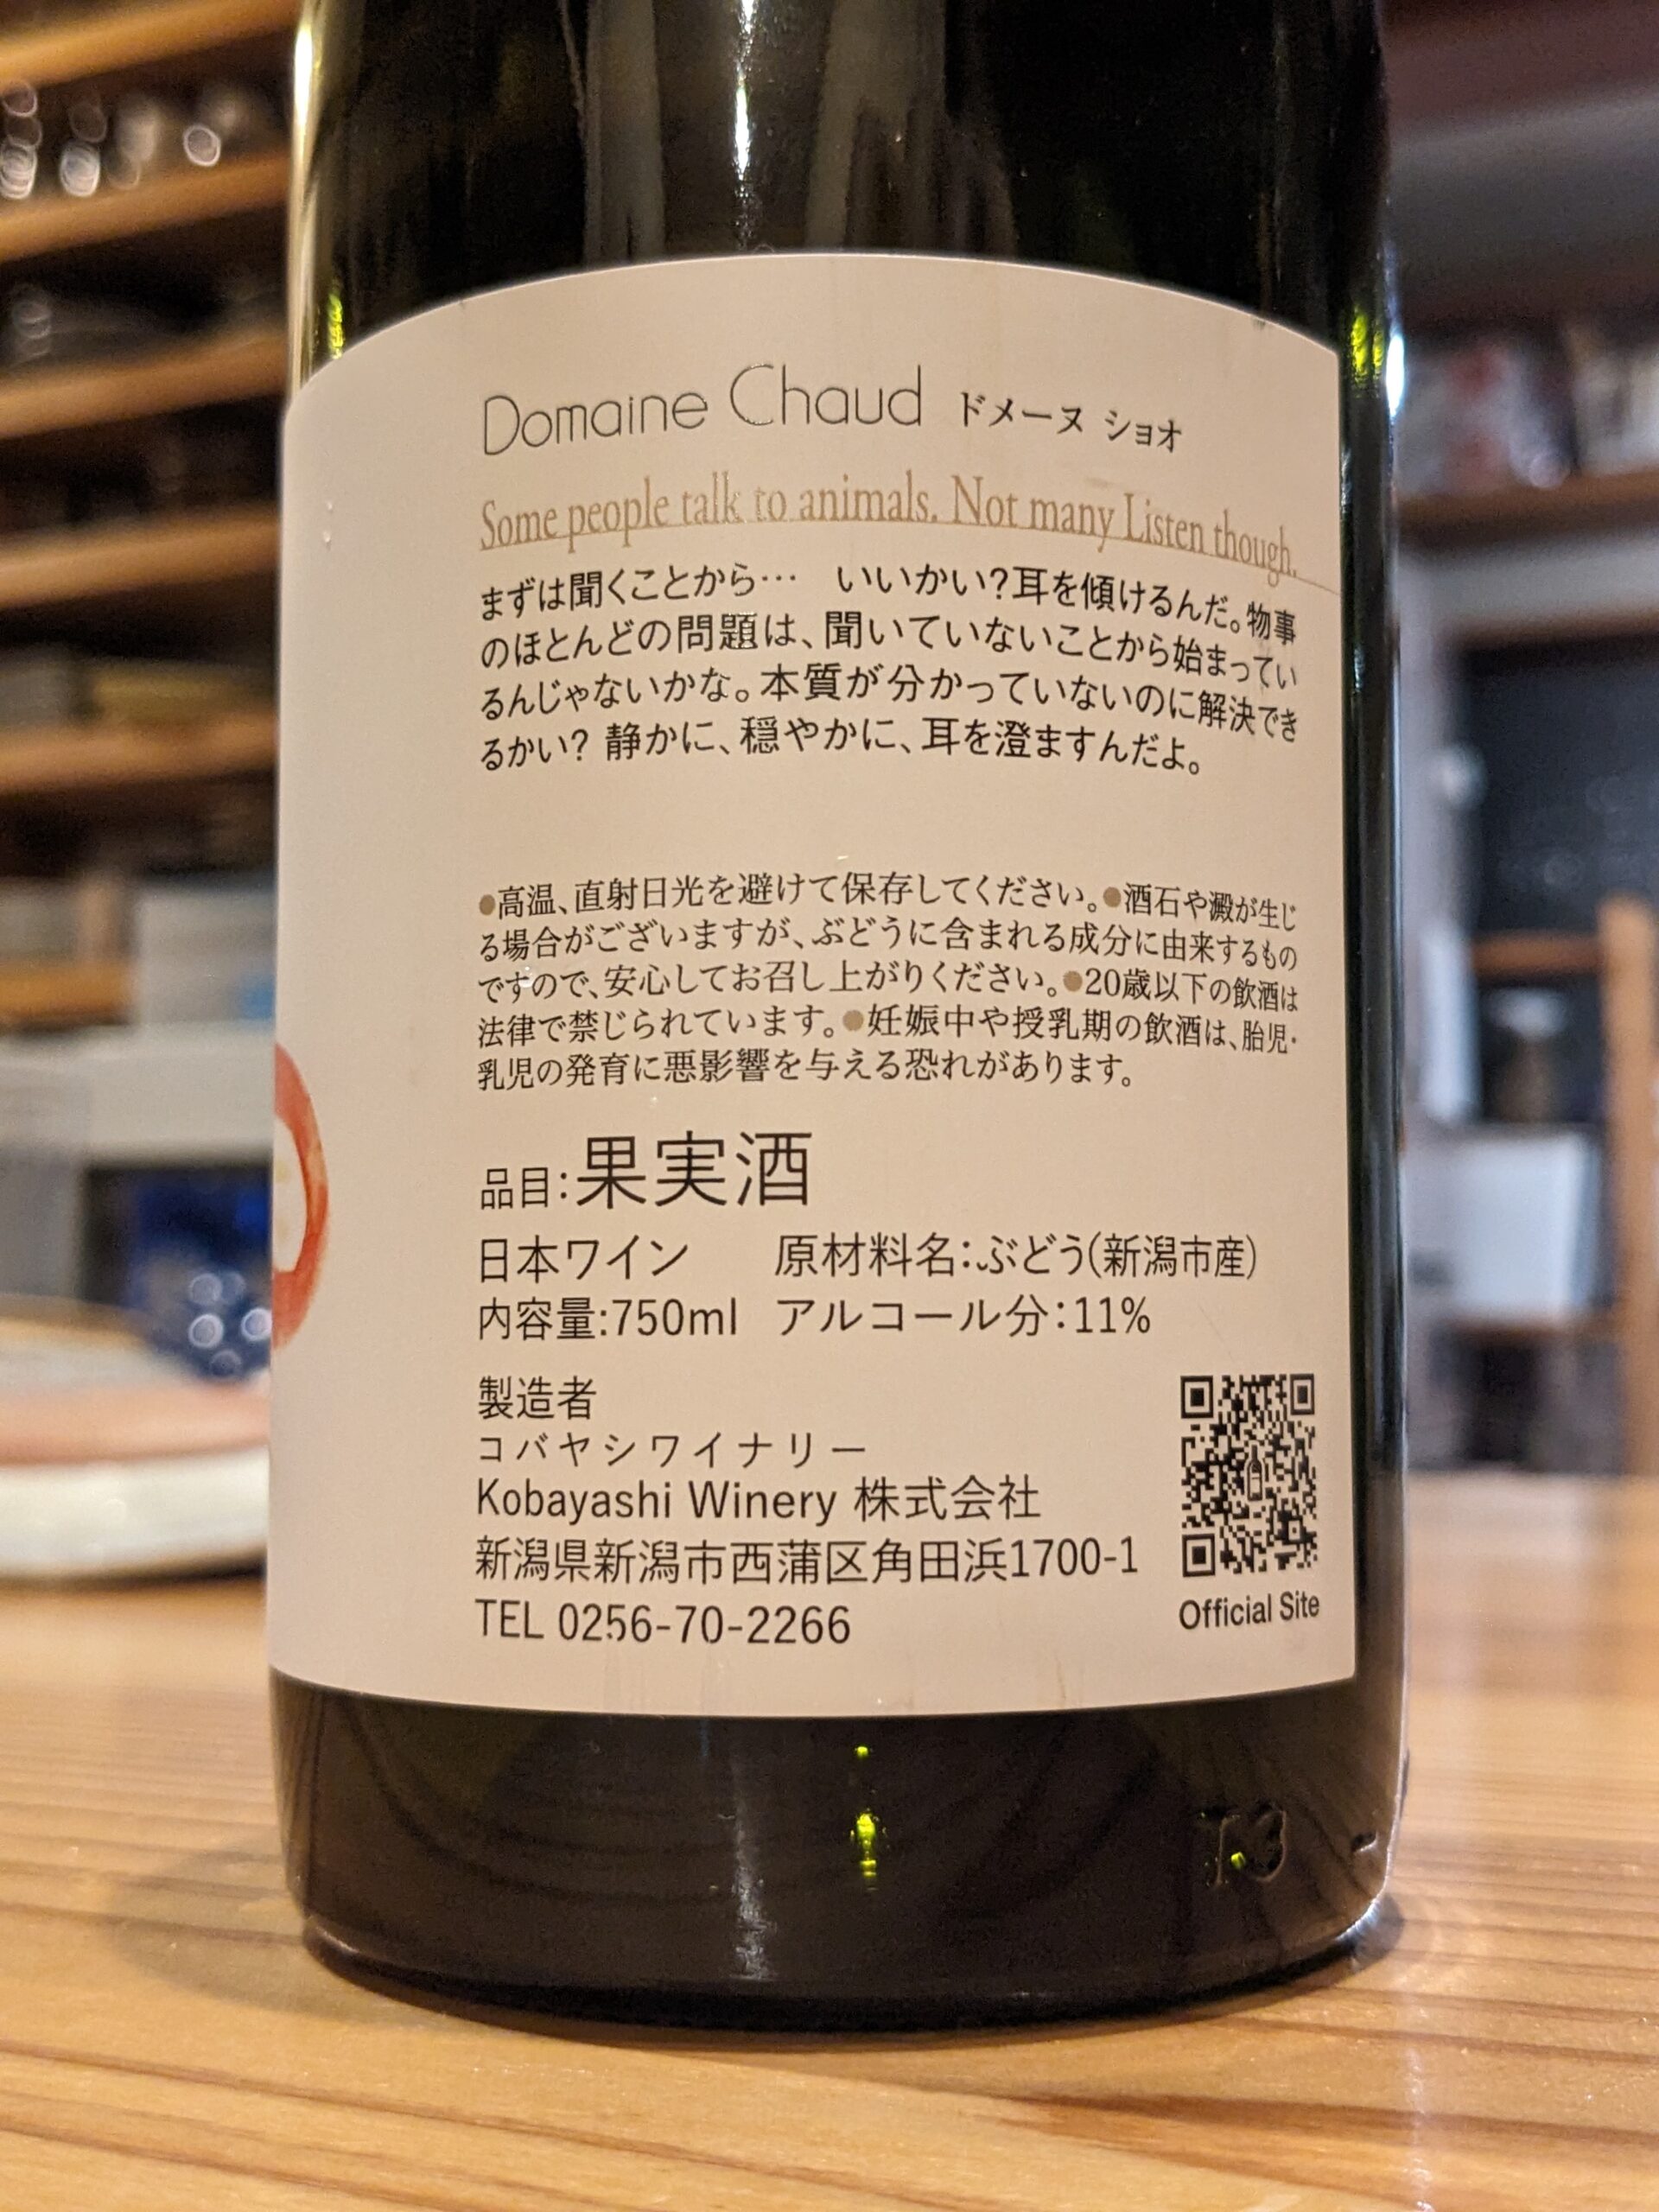 Domaine Chaud ドメーヌ ショオ
Some people talk to animals. Not many Listen though.
まずは聞くことから… いいかい?耳を傾けるんだ。物事
のほとんどの問題は、聞いていないことから始まってい
るんじゃないかな。本質が分かっていないのに解決でき
るかい? 静かに、穏やかに、耳を澄ますんだよ。
●高温、直射日光を避けて保存してください。●酒石や澱が生じ
る場合がございますが、ぶどうに含まれる成分に由来するもの
ですので、安心してお召し上がりください。●20歳以下の飲酒は
法律で禁じられています。●妊娠中や授乳期の飲酒は、胎児・
乳児の発育に悪影響を与える恐れがあります。
品目:果実酒
日本ワイン 原材料名:ぶどう(新潟市産)
内容量:750ml アルコール分:11%
製造者
コバヤシワイナリー
Kobayashi Winery 株式会社
新潟県新潟市西蒲区角田浜1700-1
TEL 0256-70-2266
Official Site